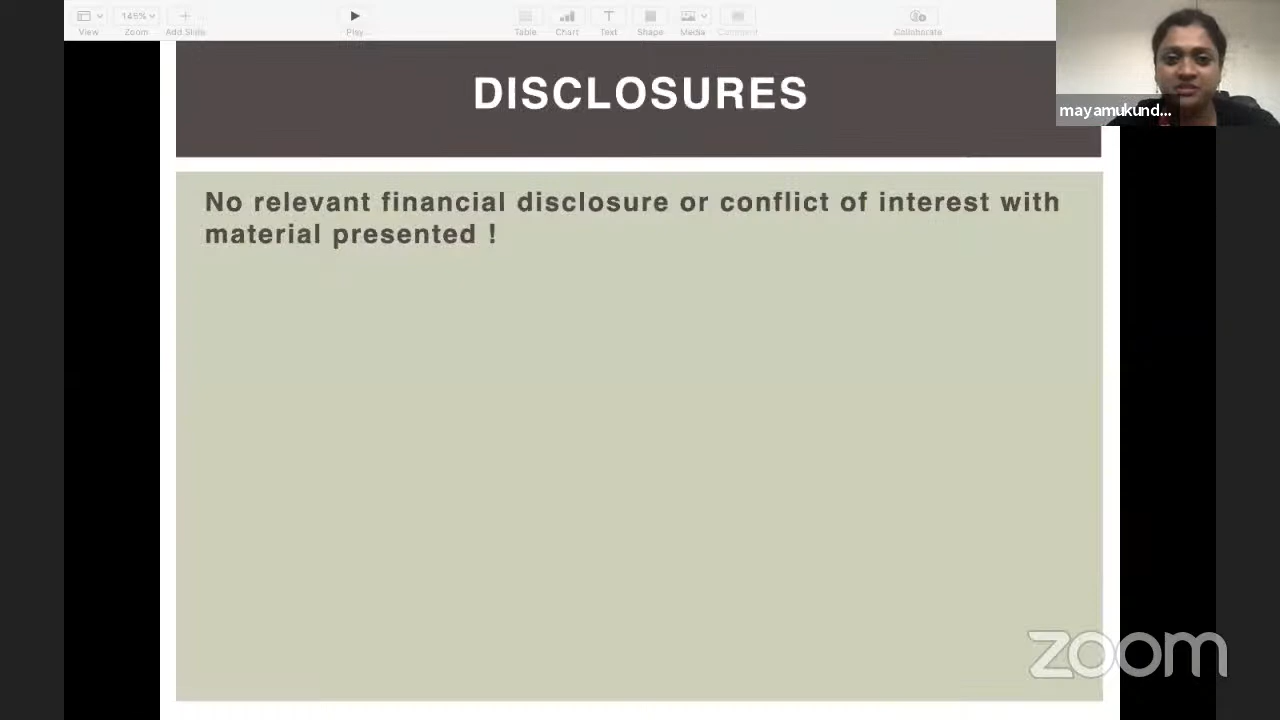 145%
View
Zoom
Add Slide
Play
Table
Chart
Text
Shape
Media
Comment
Collaborate
DISCLOSURES
mayamukund...
No relevant financial disclosure or conflict of interest with
material presented !
zoom